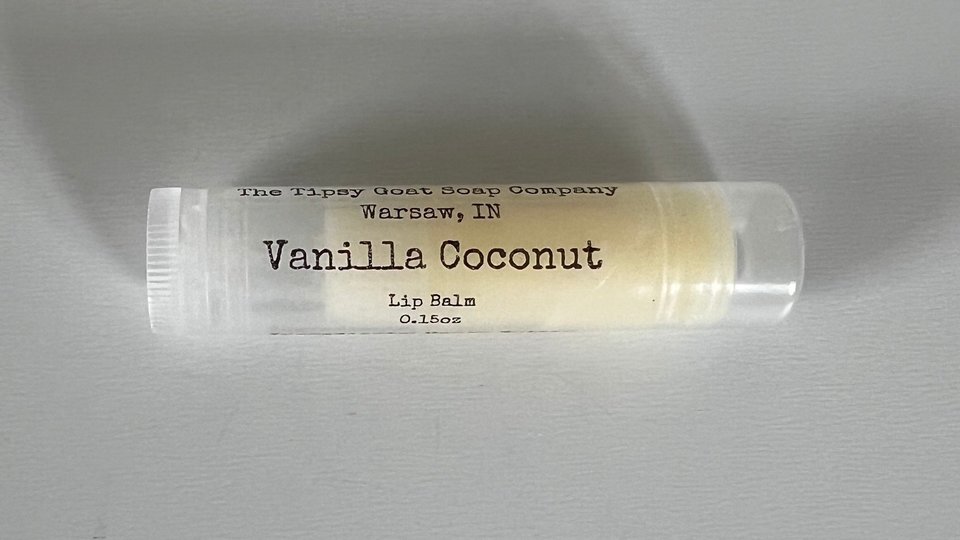 The Tipsy Goat Soap Company
Warsaw, IN
Vanilla Coconut
Lip Balm
0.15oz